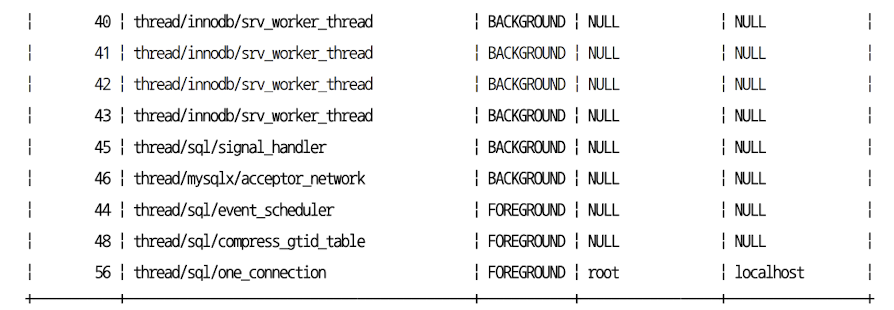 ¦ 40 ¦ thread/innodb/srv_worker_thread ¦ BACKGROUND ¦ NULL ¦ NULL ¦
¦ 41 ¦ thread/innodb/srv_worker_thread ¦ BACKGROUND ¦ NULL ¦ NULL ¦
¦ 42 ¦ thread/innodb/srv_worker_thread ¦ BACKGROUND ¦ NULL ¦ NULL ¦
¦ 43 ¦ thread/innodb/srv_worker_thread ¦ BACKGROUND ¦ NULL ¦ NULL ¦
¦ 45 ¦ thread/sql/signal_handler ¦ BACKGROUND ¦ NULL ¦ NULL ¦
¦ 46 ¦ thread/mysqlx/acceptor_network ¦ BACKGROUND ¦ NULL ¦ NULL ¦
¦ 44 ¦ thread/sql/event_scheduler ¦ FOREGROUND ¦ NULL ¦ NULL ¦
¦ 48 ¦ thread/sql/compress_gtid_table ¦ FOREGROUND ¦ NULL ¦ NULL ¦
¦ 56 ¦ thread/sql/one_connection ¦ FOREGROUND ¦ root ¦ localhost ¦